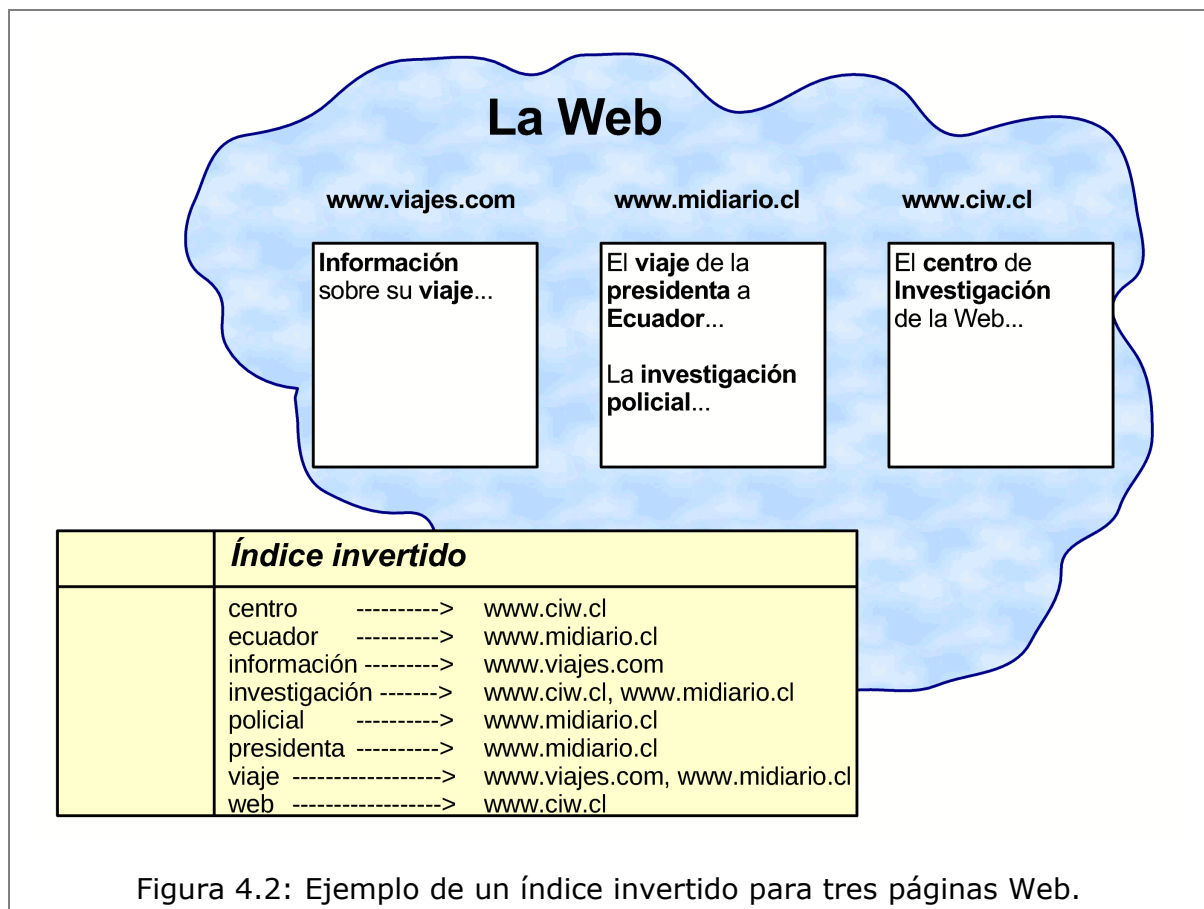 La Web
www.viajes.com
Información
sobre su viaje...
www.midiario.cl
El viaje de la
presidenta a
Ecuador...
La investigación
policial...
www.ciw.cl
El centro de
Investigación
de la Web...
Índice invertido
centro ----------> www.ciw.cl
ecuador ----------> www.midiario.cl
información ---------> www.viajes.com
investigación -------> www.ciw.cl, www.midiario.cl
policial ----------> www.midiario.cl
presidenta ----------> www.midiario.cl
viaje ------------------> www.viajes.com, www.midiario.cl
web ------------------> www.ciw.cl
Figura 4.2: Ejemplo de un índice invertido para tres páginas Web.